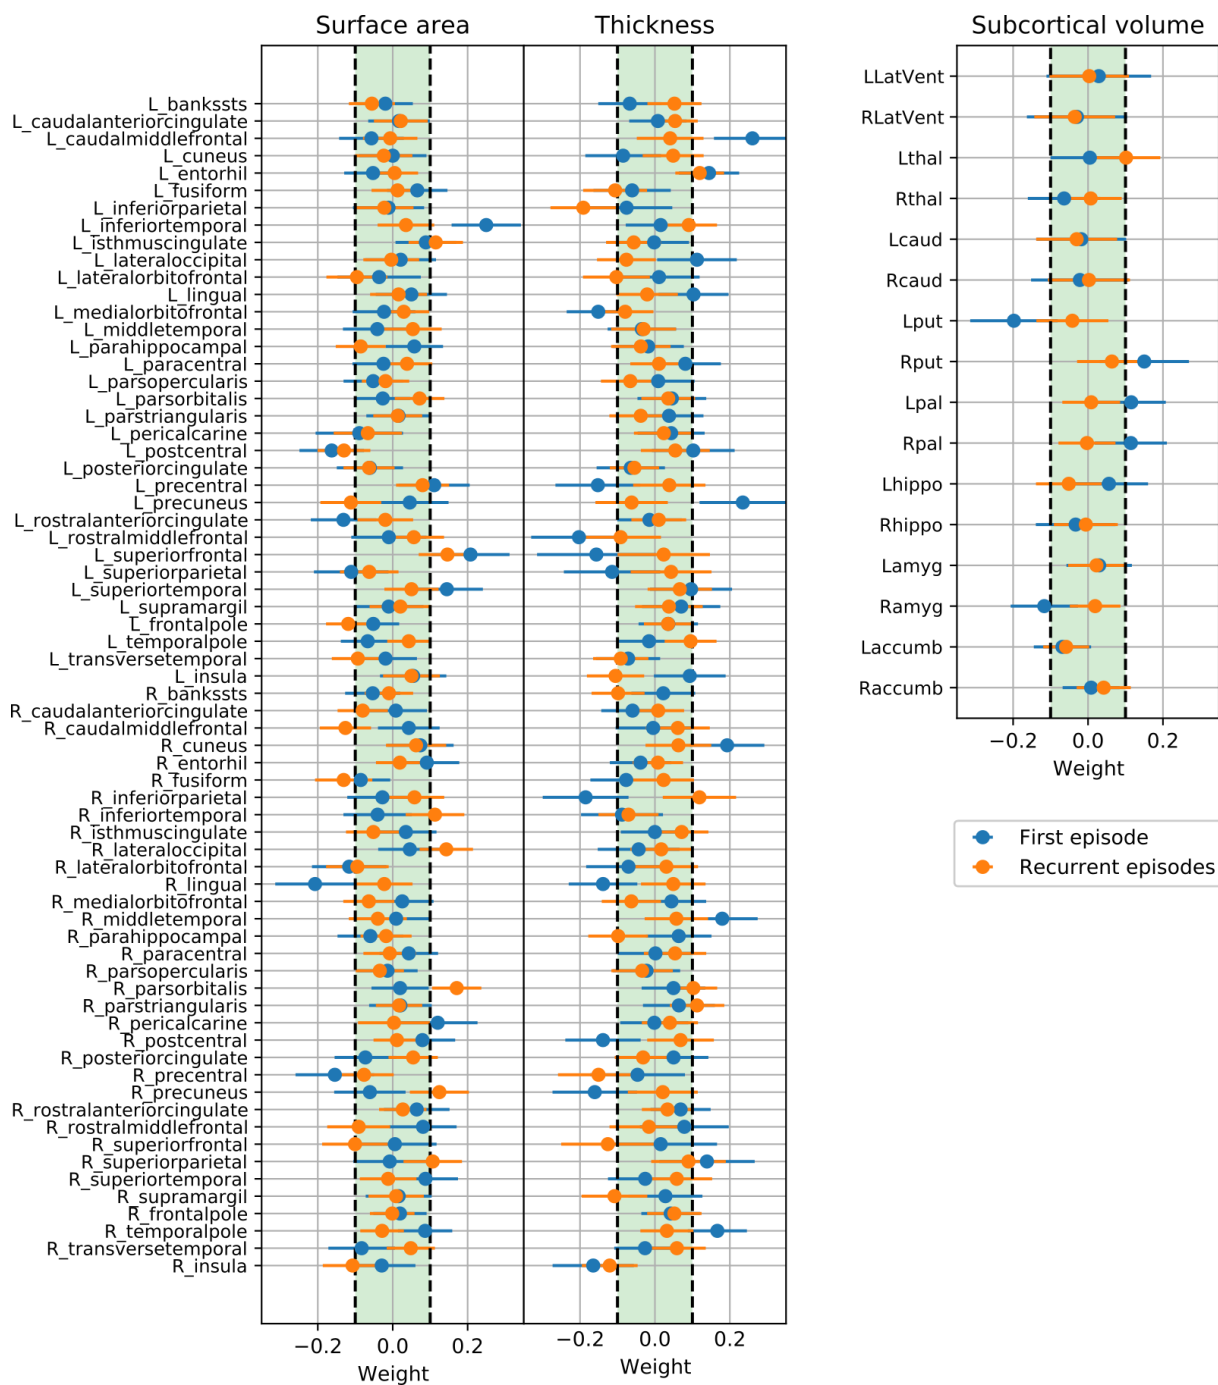 Surface area
Thickness
Subcortical volume
L_bankssts
L_caudalanteriorcingulate
L_caudalmiddlefrontal
L_cuneus
L_entorhil
L_fusiform
L_inferiorparietal
L_inferiortemporal
L_isthmuscingulate
L_lateraloccipital
L_lateralorbitofrontal
L_lingual
L_medialorbitofrontal
L_middletemporal
L_parahippocampal
L_paracentral
L_parsopercularis
L_parsorbitalis
L_parstriangularis
L_pericalcarine
L_postcentral
L_posteriorcingulate
L_precentral
L_precuneus
L_rostralanteriorcingulate
L_rostralmiddlefrontal
L_superiorfrontal
L_superiorparietal
L_superiortemporal
L_supramargil
L_frontalpole
L_temporalpole
L_transversetemporal
L_insula
R_bankssts
R_caudalanteriorcingulate
R_caudalmiddlefrontal
R_cuneus
R_entorhil
R_fusiform
R_inferiorparietal
R_inferiortemporal
R_isthmuscingulate
R_lateraloccipital
R_lateralorbitofrontal
R_lingual
R_medialorbitofrontal
R_middletemporal
R_parahippocampal
R_paracentral
R_parsopercularis
R_parsorbitalis
R_parstriangularis
R_pericalcarine
R_postcentral
R_posteriorcingulate
R_precentral
R_precuneus
R_rostralanteriorcingulate
R_rostralmiddlefrontal
R_superiorfrontal
R_superiorparietal
R_superiortemporal
R_supramargil
R_frontalpole
R_temporalpole
R_transversetemporal
R_insula
−0.2 0.0 0.2
Weight
−0.2 0.0 0.2
Weight
LLatVent
RLatVent
Lthal
Rthal
Lcaud
Rcaud
Lput
Rput
Lpal
Rpal
Lhippo
Rhippo
Lamyg
Ramyg
Laccumb
Raccumb
−0.2 0.0 0.2
Weight
First episode
Recurrent episodes